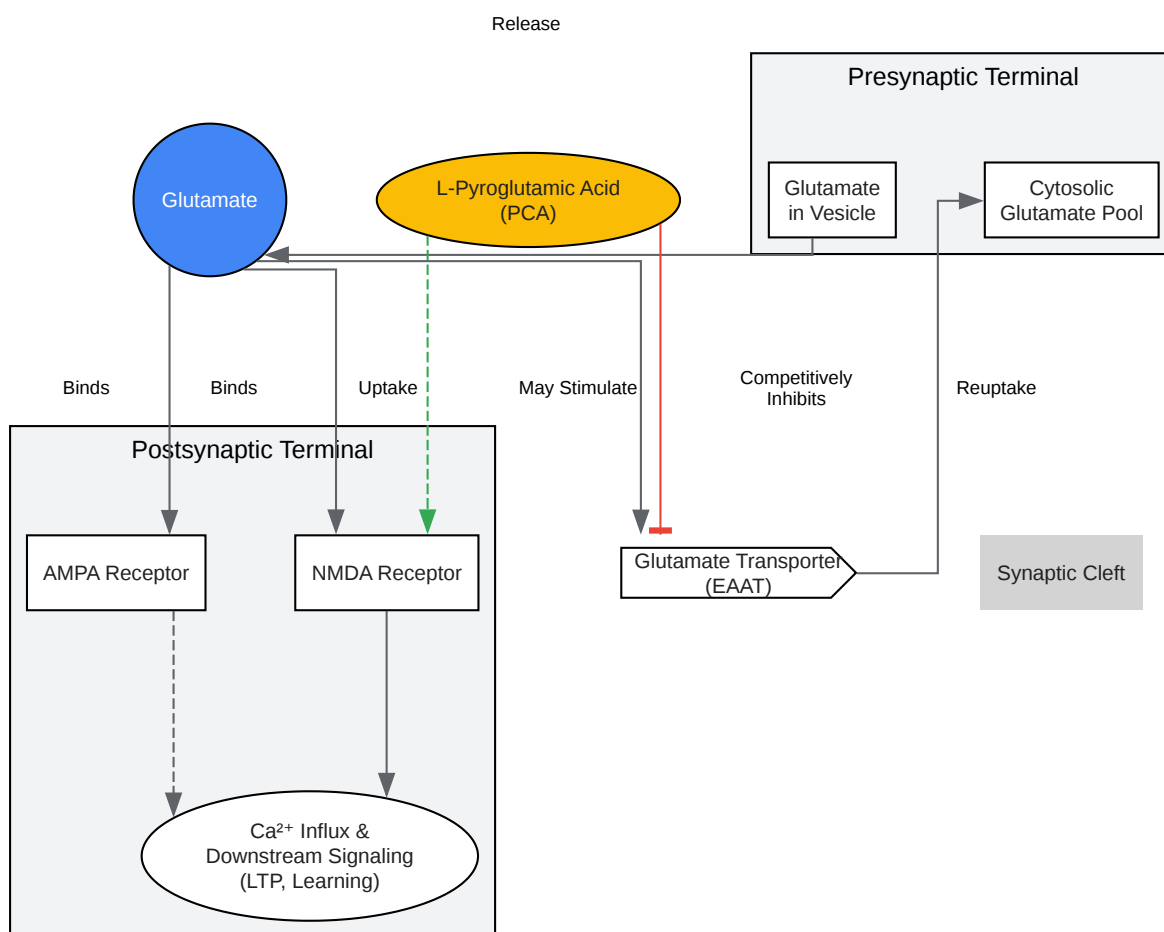 Release
Presynaptic Terminal
Glutamate
L-Pyroglutamic Acid
(PCA)
Glutamate
in Vesicle
Cytosolic
Glutamate Pool
Binds
Binds
Uptake
May Stimulate
Competitively
Inhibits
Reuptake
Postsynaptic Terminal
AMPA Receptor
NMDA Receptor
Glutamate Transporter
(EAAT)
Synaptic Cleft
Ca²⁺ Influx &
Downstream Signaling
(LTP, Learning)